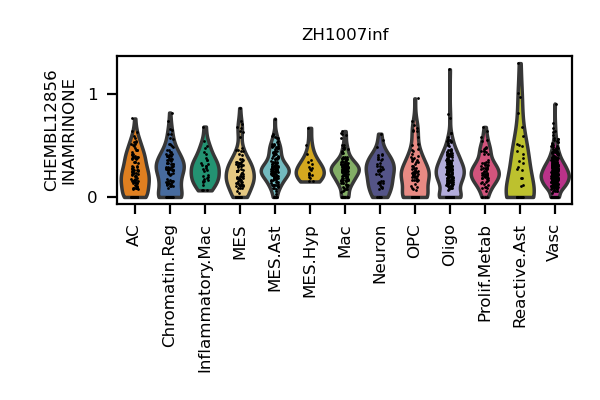 ZH1007inf
CHEMBL12856
INAMRINONE
1
0
AC
Chromatin.Reg
Inflammatory.Mac
MES
MES.Ast
MES.Hyp
Mac
Neuron
OPC
Oligo
Prolif.Metab
Reactive.Ast
Vasc